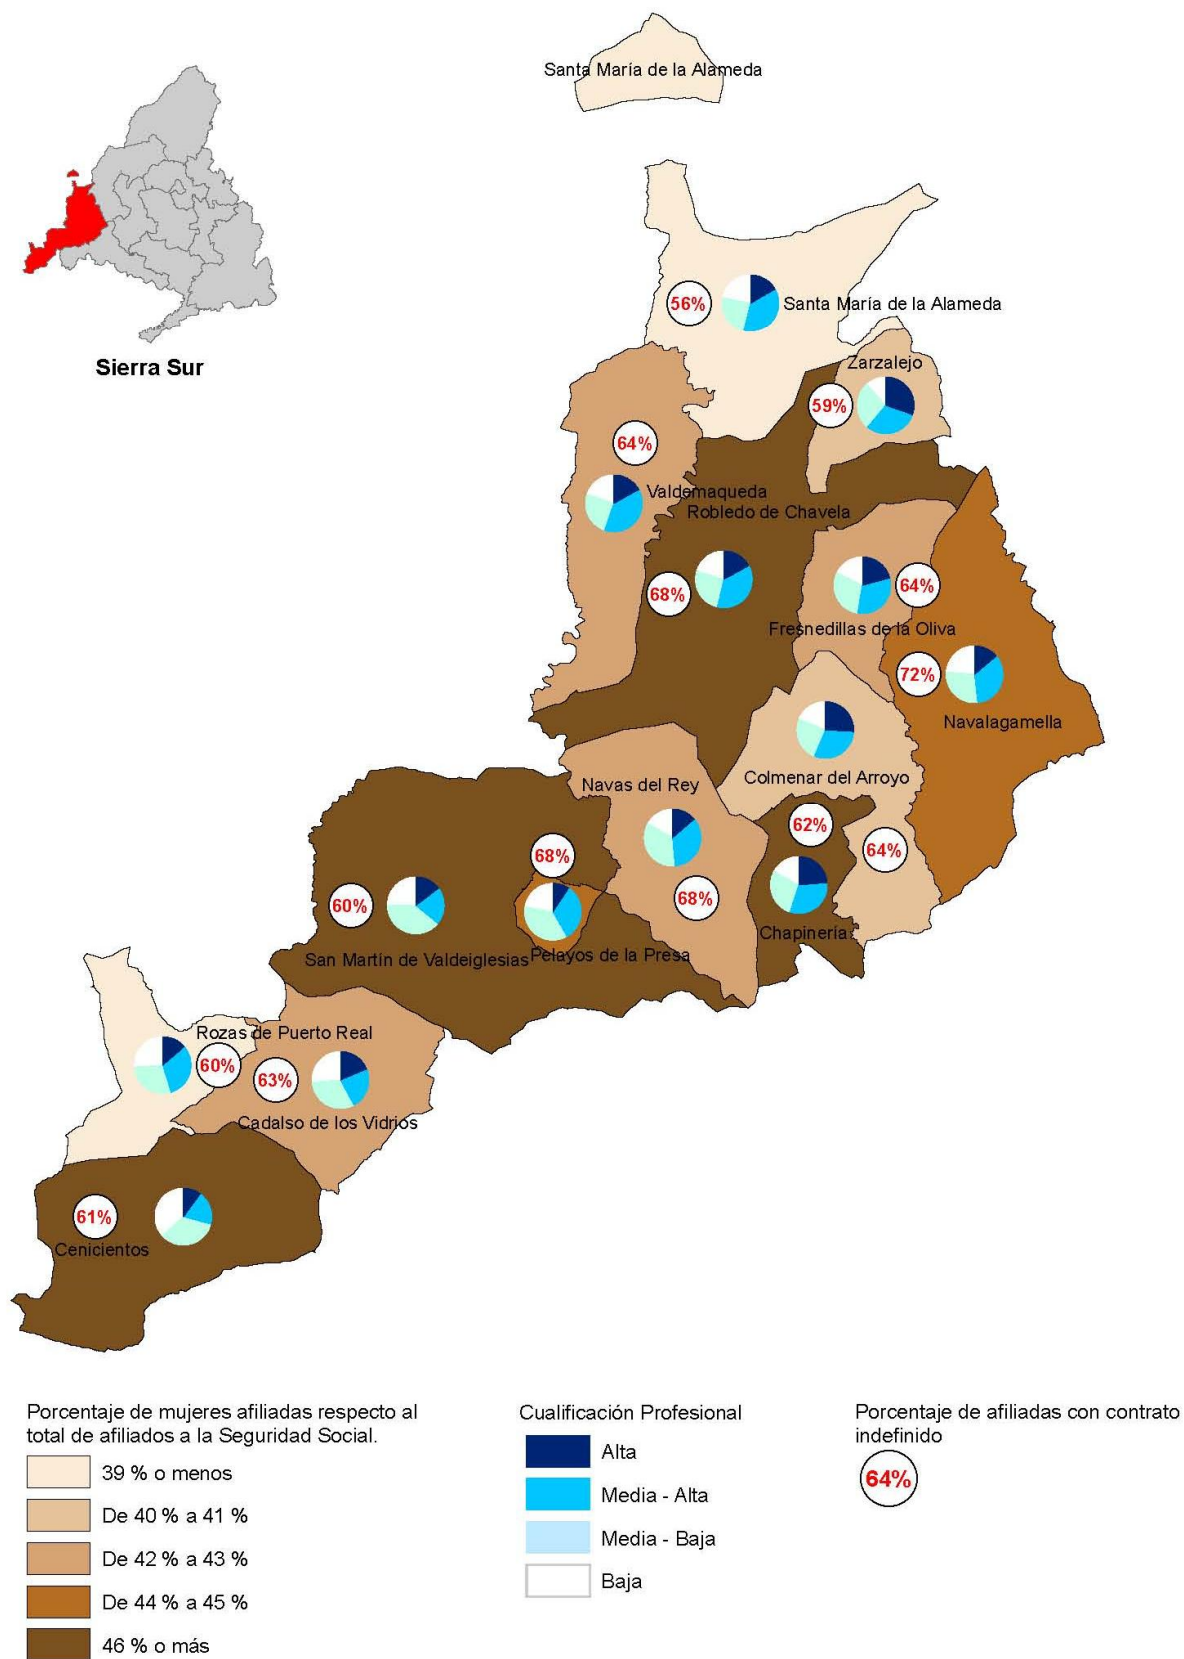 Santa María de la Alameda
Sierra Sur
56%
Santa María de la Alameda
Zarzalejo
59%
64%
Valdemaqueda
Robledo de Chavela
68%
64%
Fresnedillas de la Oliva
72%
Navalagamella
Colmenar del Arroyo
Navas del Rey
62%
64%
68%
68%
60%
Chapinería
San Martín de Valdeiglesias
Pelayos de la Presa
Rozas de Puerto Real
60%
63%
Cadalso de los Vidrios
61%
Cenicientos
Porcentaje de mujeres afiliadas respecto al
total de afiliados a la Seguridad Social.
39 % o menos
De 40 % a 41 %
De 42 % a 43 %
De 44 % a 45 %
46 % o más
Cualificación Profesional
Alta
Media - Alta
Media - Baja
Baja
Porcentaje de afiliadas con contrato
indefinido
64%